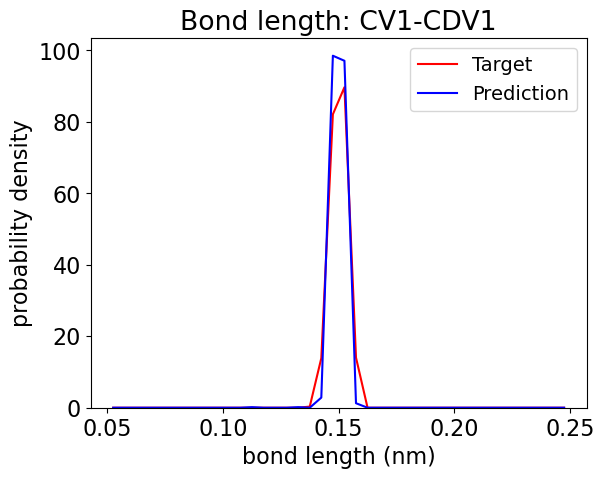 Bond length: CV1-CDV1
Target
Prediction
probability density
100
80
60
40
20
0
0.05 0.10 0.15 0.20 0.25
bond length (nm)